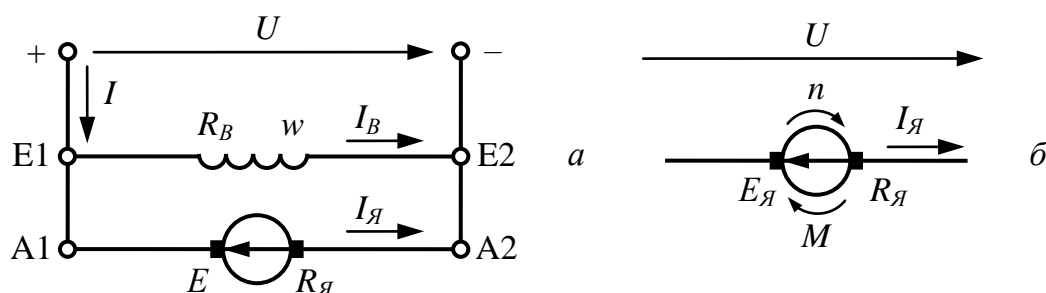 U U
+ –
I n
R_B w I_B I_Я
E1 E2 а б
I_Я E_Я R_Я
A1 A2 M
E R_Я